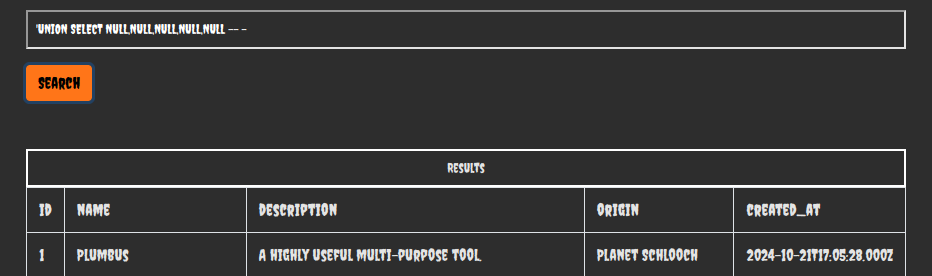 'UNION SELECT NULL,NULL,NULL,NULL,NULL -- -
SEARCH
RESULTS
ID NAME DESCRIPTION ORIGIN CREATED_AT
1 PLUMBUS A HIGHLY USEFUL MULTI-PURPOSE TOOL. PLANET SCHLOOCH 2024-10-21T17:05:28.000Z